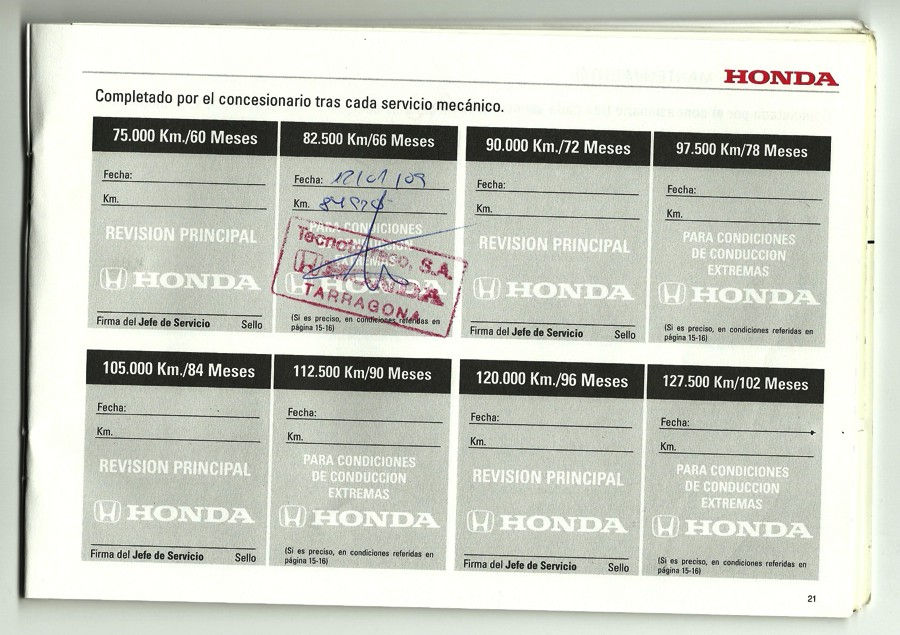 HONDA
Completado por el concesionario tras cada servicio mecánico.
75.000 Km./60 Meses
Fecha:
Km.
REVISION PRINCIPAL
HONDA
Firma del Jefe de Servicio Sello
82.500 Km/66 Meses
Fecha: 12/01/09
Km.
PARA CONDICIONES
HONDA
S.A.
HONDA
TARRAGONA
(Si es preciso, en condiciones referidas en
página 15-16)
90.000 Km./72 Meses
Fecha:
Km.
REVISION PRINCIPAL
HONDA
Firma del Jefe de Servicio Sello
97.500 Km/78 Meses
Fecha:
Km.
PARA CONDICIONES
DE CONDUCCION
EXTREMAS
HONDA
(Si es preciso, en condiciones referidas en
página 15-16)
105.000 Km./84 Meses
Fecha:
Km.
REVISION PRINCIPAL
HONDA
Firma del Jefe de Servicio Sello
112.500 Km/90 Meses
Fecha:
Km.
PARA CONDICIONES
DE CONDUCCION
EXTREMAS
HONDA
(Si es preciso, en condiciones referidas en
página 15-16)
120.000 Km./96 Meses
Fecha:
Km.
REVISION PRINCIPAL
HONDA
Firma del Jefe de Servicio Sello
127.500 Km/102 Meses
Fecha:
Km.
PARA CONDICIONES
DE CONDUCCION
EXTREMAS
HONDA
(Si es preciso, en condiciones referidas en
página 15-16)
21